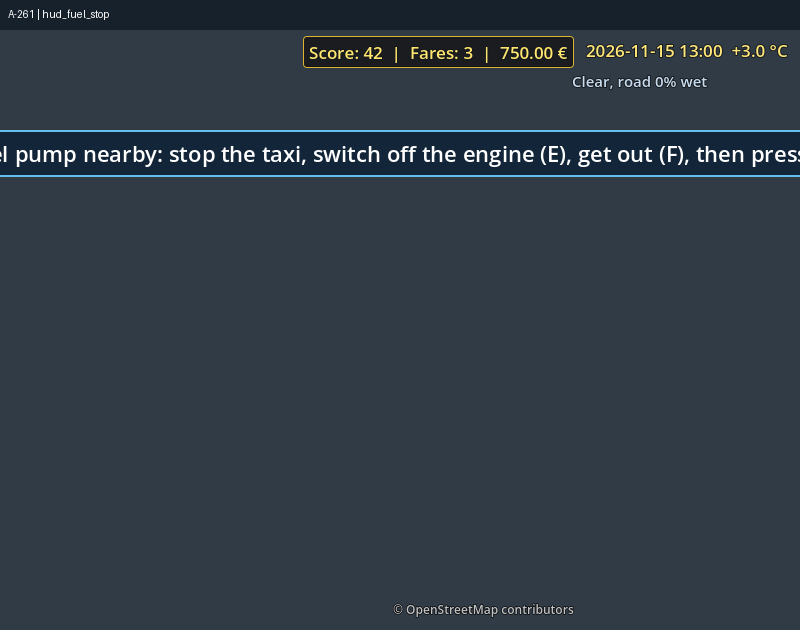 A-261 | hud_fuel_stop
Score: 42 | Fares: 3 | 750.00 €
2026-11-15 13:00 +3.0 °C
Clear, road 0% wet
pump nearby: stop the taxi, switch off the engine (E), get out (F), then press
© OpenStreetMap contributors